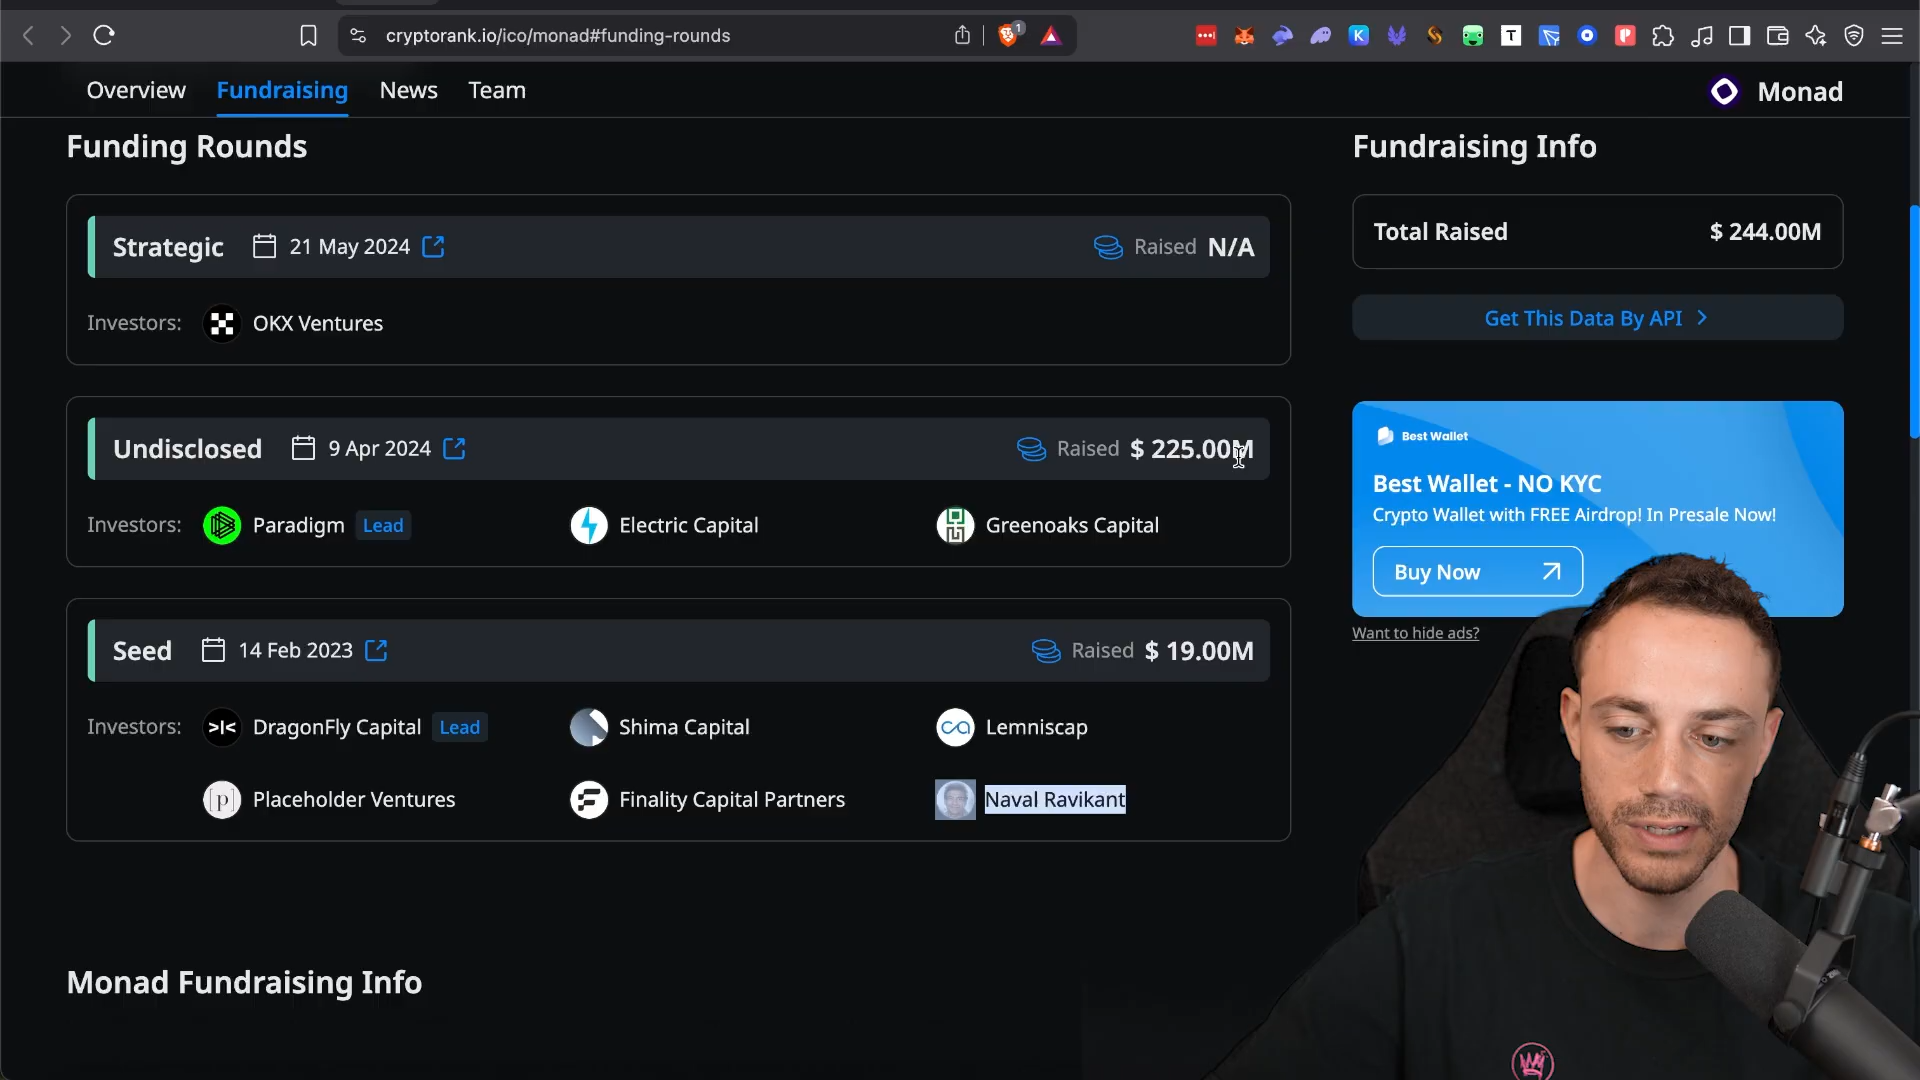 cryptorank.io/ico/monad#funding-rounds
1
K
T
Overview
Fundraising
News
Team
Monad
Funding Rounds
Fundraising Info
Strategic
21 May 2024
Raised N/A
Investors:
OKX Ventures
Total Raised
$ 244.00M
Get This Data By API
Undisclosed
9 Apr 2024
Raised $ 225.00M
Investors:
Paradigm
Lead
Electric Capital
Greenoaks Capital
Best Wallet
Best Wallet - NO KYC
Crypto Wallet with FREE Airdrop! In Presale Now!
Buy Now
Want to hide ads?
Seed
14 Feb 2023
Raised $ 19.00M
Investors:
DragonFly Capital
Lead
Shima Capital
Lemniscap
[p]
Placeholder Ventures
Finality Capital Partners
Naval Ravikant
Monad Fundraising Info